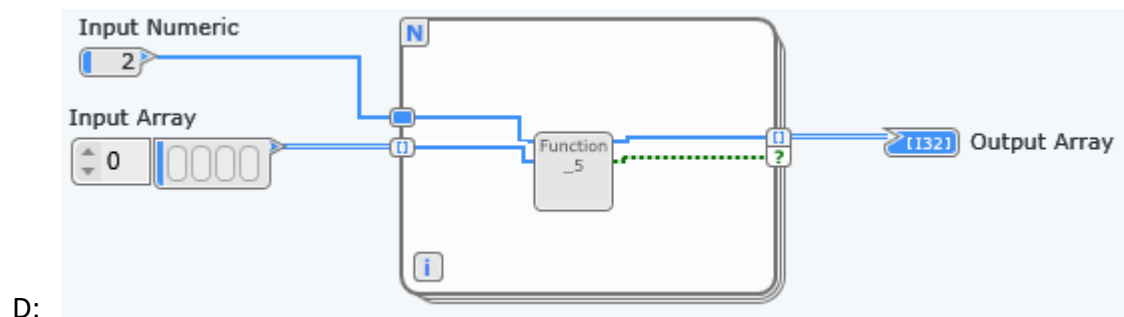 Input Numeric
N
2
Input Array
[]
[]
0
Function
_5
?
[I32]
Output Array
i
D: